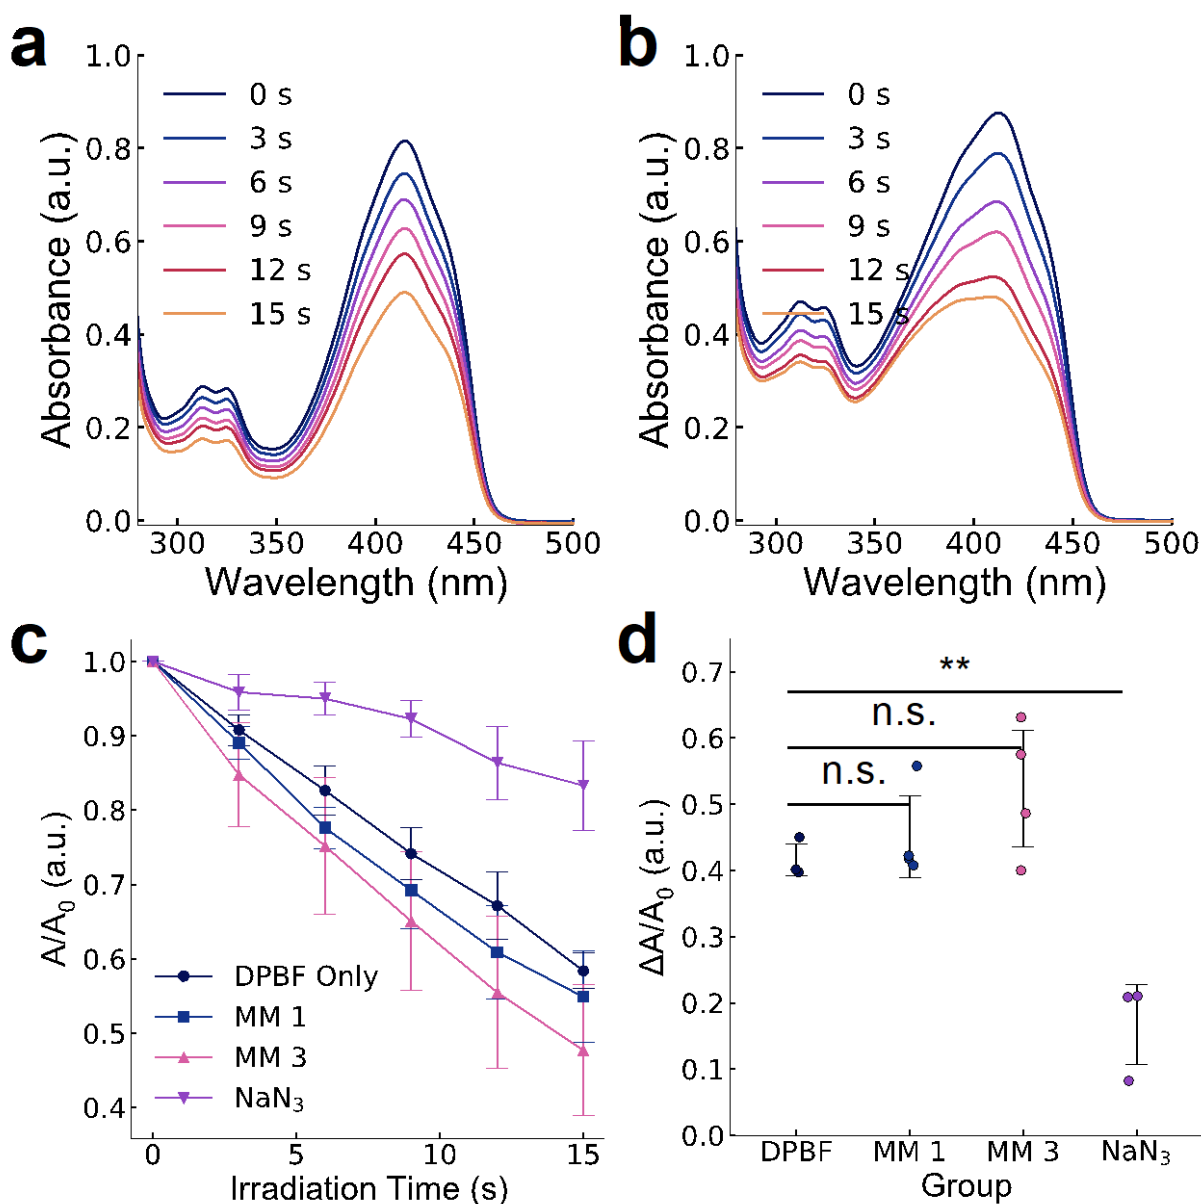 a
1.0
0.8
0.6
0.4
0.2
0.0
Absorbance (a.u.)
0 s
3 s
6 s
9 s
12 s
15 s
300 350 400 450 500
Wavelength (nm)
b
1.0
0.8
0.6
0.4
0.2
0.0
Absorbance (a.u.)
0 s
3 s
6 s
9 s
12 s
15 s
300 350 400 450 500
Wavelength (nm)
c
1.0
0.9
0.8
0.7
0.6
0.5
0.4
A/A₀ (a.u.)
DPBF Only
MM 1
MM 3
NaN₃
0 5 10 15
Irradiation Time (s)
d
0.7
0.6
0.5
0.4
0.3
0.2
0.1
0.0
ΔA/A₀ (a.u.)
**
n.s.
n.s.
DPBF MM 1 MM 3 NaN₃
Group